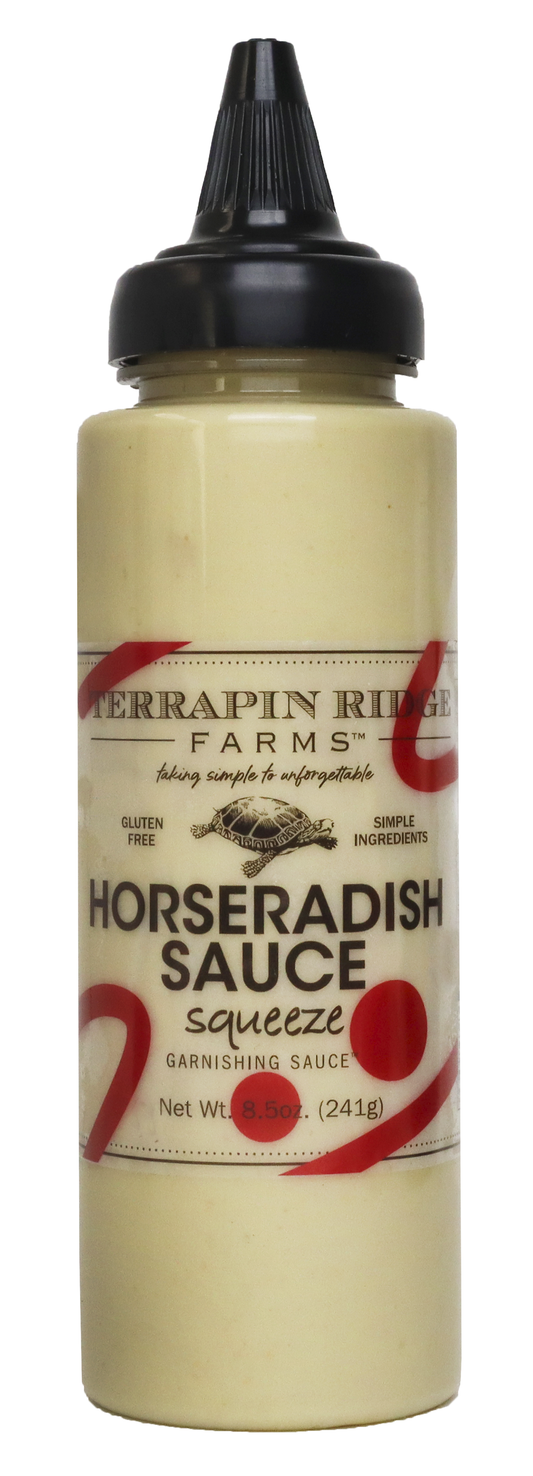 TERRAPIN RIDGE
FARMS™
taking simple to unforgettable
GLUTEN
FREE
SIMPLE
INGREDIENTS
HORSERADISH
SAUCE
squeeze
GARNISHING SAUCE™
Net Wt. 8.5oz. (241g)